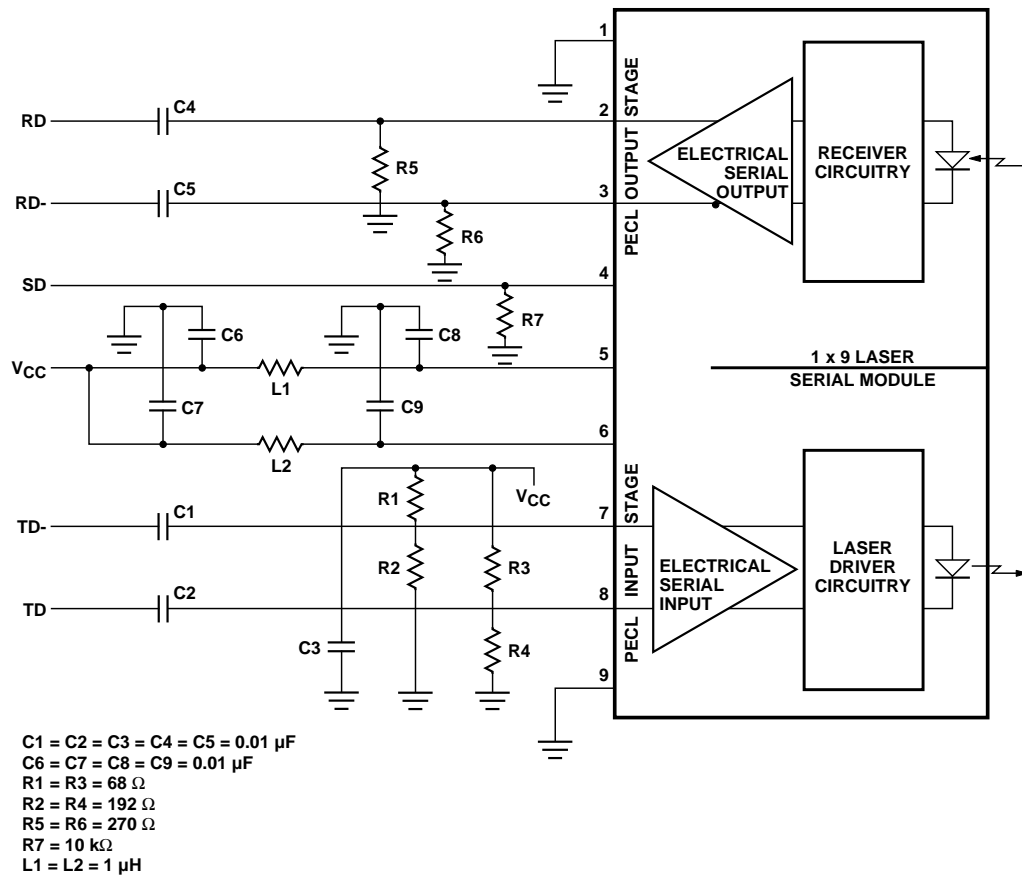 1
RD
C4
2
R5
RD-
C5
3
R6
SD
4
R7
C6
C8
VCC
L1
5
C7
C9
L2
6
R1
VCC
TD-
C1
7
R2
R3
TD
C2
8
C3
R4
9
PECL OUTPUT STAGE
ELECTRICAL
SERIAL
OUTPUT
RECEIVER
CIRCUITRY
1 x 9 LASER
SERIAL MODULE
PECL INPUT STAGE
ELECTRICAL
SERIAL
INPUT
LASER
DRIVER
CIRCUITRY
C1 = C2 = C3 = C4 = C5 = 0.01 µF
C6 = C7 = C8 = C9 = 0.01 µF
R1 = R3 = 68 Ω
R2 = R4 = 192 Ω
R5 = R6 = 270 Ω
R7 = 10 kΩ
L1 = L2 = 1 µH